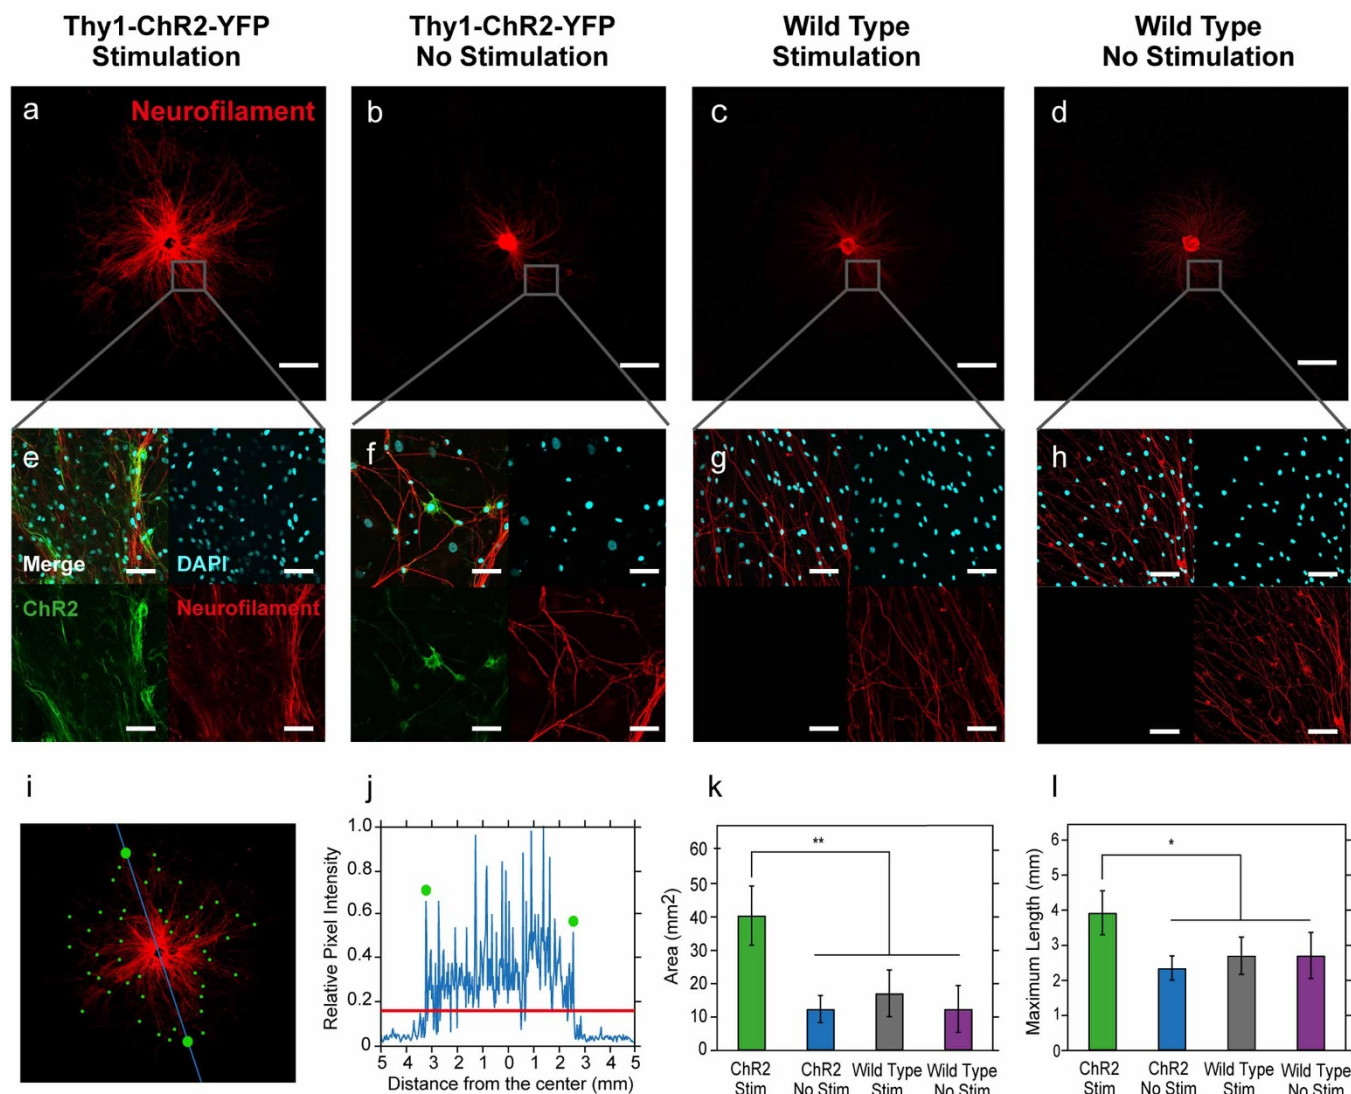 Thy1-ChR2-YFP
Stimulation
Thy1-ChR2-YFP
No Stimulation
Wild Type
Stimulation
Wild Type
No Stimulation
a
Neurofilament
b
c
d
e
Merge
DAPI
ChR2
Neurofilament
f
g
h
i
j
Relative Pixel Intensity
1.0
0.8
0.6
0.4
0.2
0
5 4 3 2 1 0 1 2 3 4 5
Distance from the center (mm)
k
Area (mm2)
60
50
40
30
20
10
0
**
ChR2
Stim
ChR2
No Stim
Wild Type
Stim
Wild Type
No Stim
l
Maximum Length (mm)
6
5
4
3
2
1
0
*
ChR2
Stim
ChR2
No Stim
Wild Type
Stim
Wild Type
No Stim